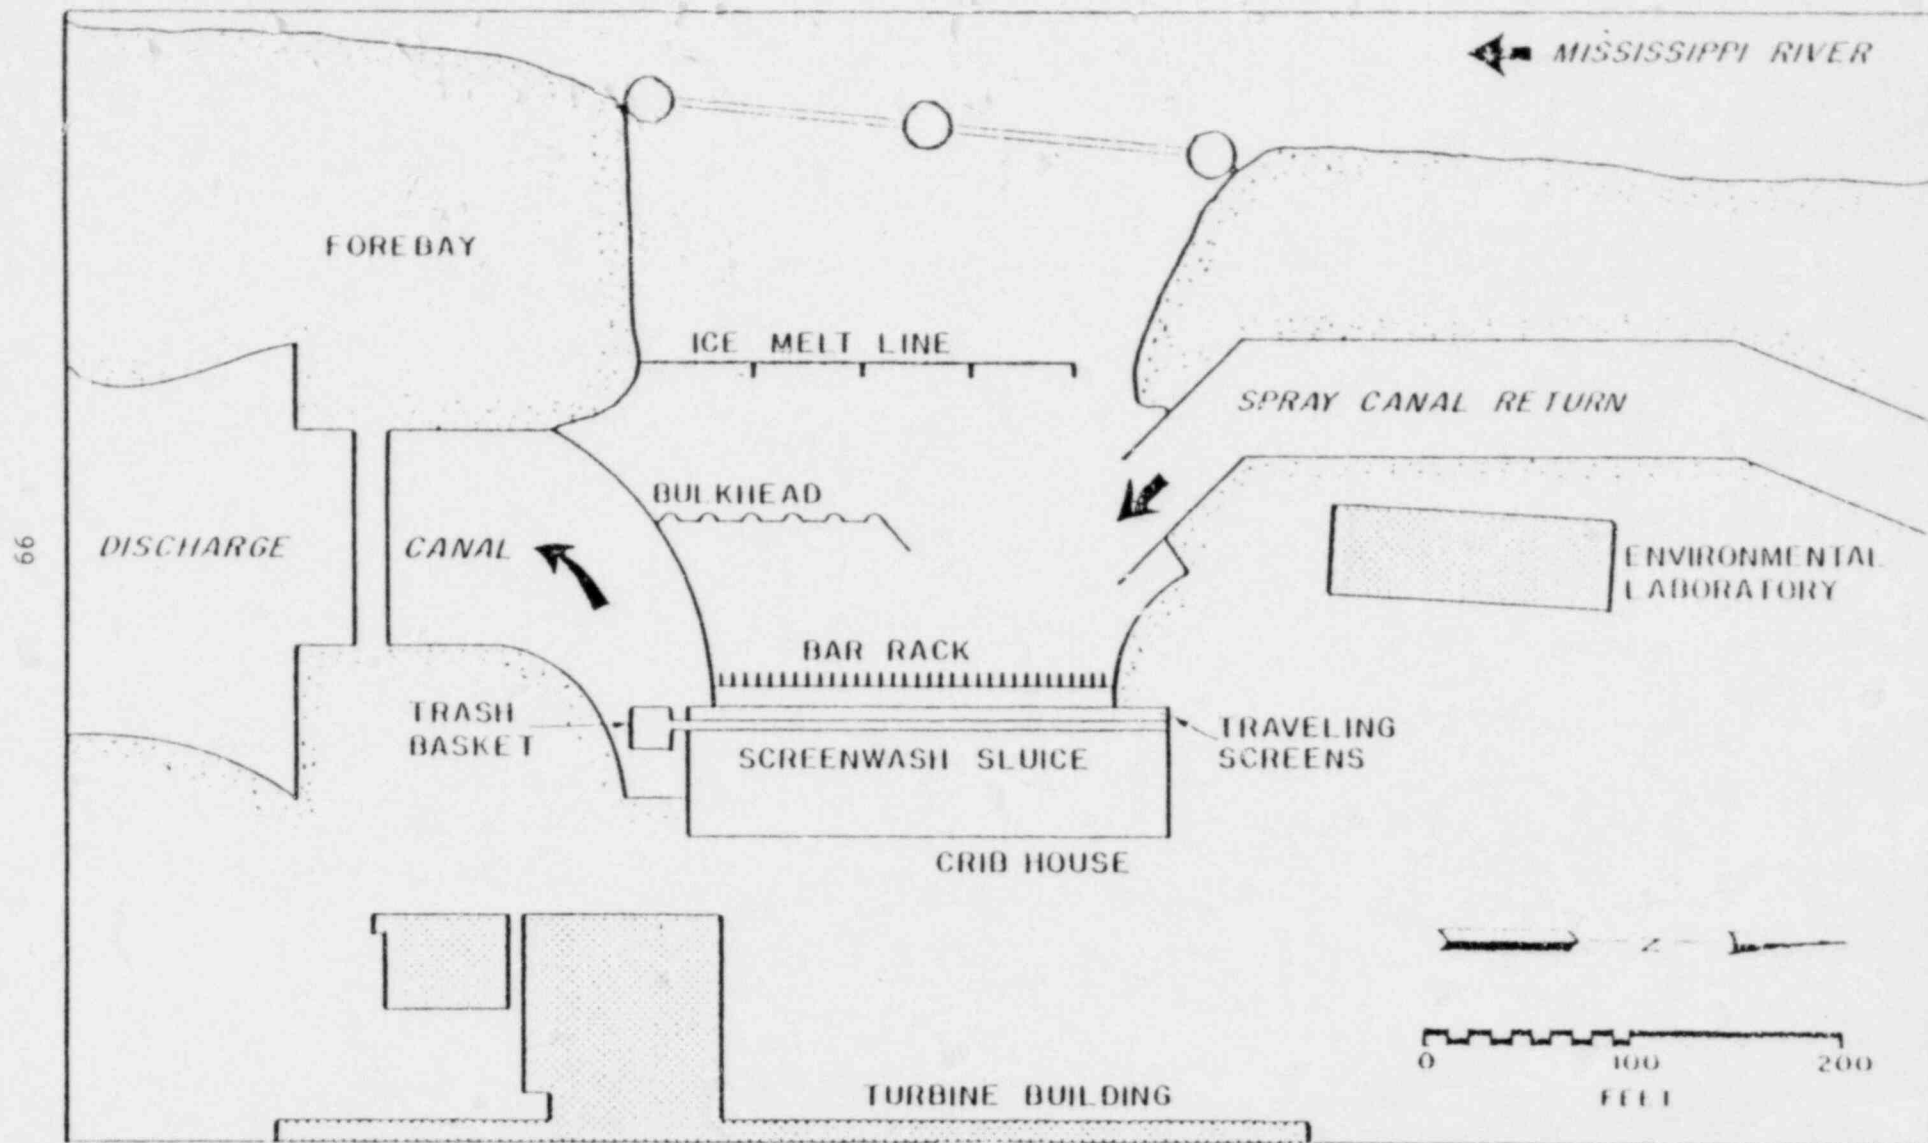 MISSISSIPPI RIVER
FOREBAY
ICE MELT LINE
SPRAY CANAL RETURN
BULKHEAD
DISCHARGE CANAL
ENVIRONMENTAL
LABORATORY
BAR RACK
TRASH
BASKET
TRAVELING
SCREENS
SCREENWASH SLUICE
CRIB HOUSE
Z
0 100 200
FEET
TURBINE BUILDING
66